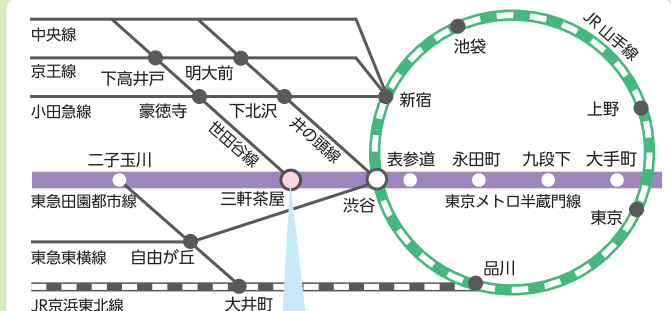 中央線
京王線
下高井戸
明大前
小田急線
豪徳寺
下北沢
新宿
池袋
JR山手線
上野
世田谷線
井の頭線
二子玉川
表参道
永田町
九段下
大手町
東急田園都市線
三軒茶屋
渋谷
東京メトロ半蔵門線
東京
東急東横線
自由が丘
品川
JR京浜東北線
大井町